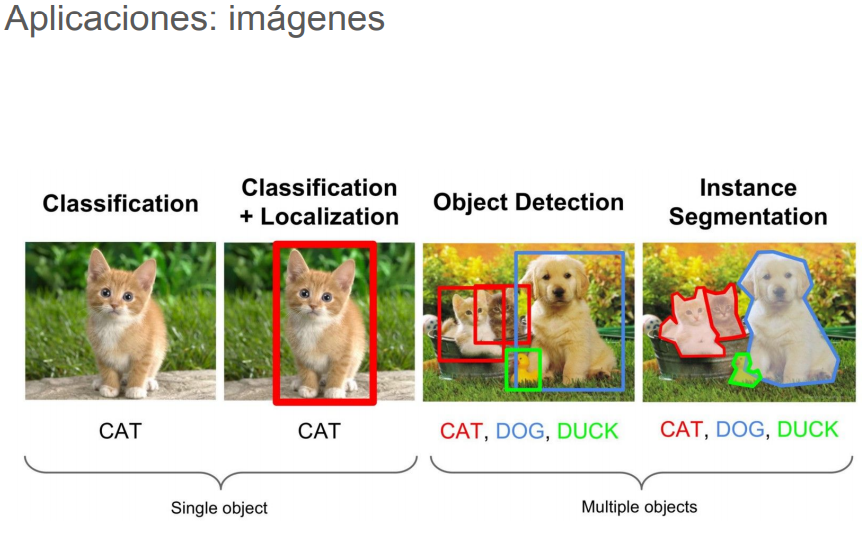 Aplicaciones: imágenes
Classification
Classification
+ Localization
Object Detection
Instance
Segmentation
CAT
CAT
CAT, DOG, DUCK
CAT, DOG, DUCK
Single object
Multiple objects